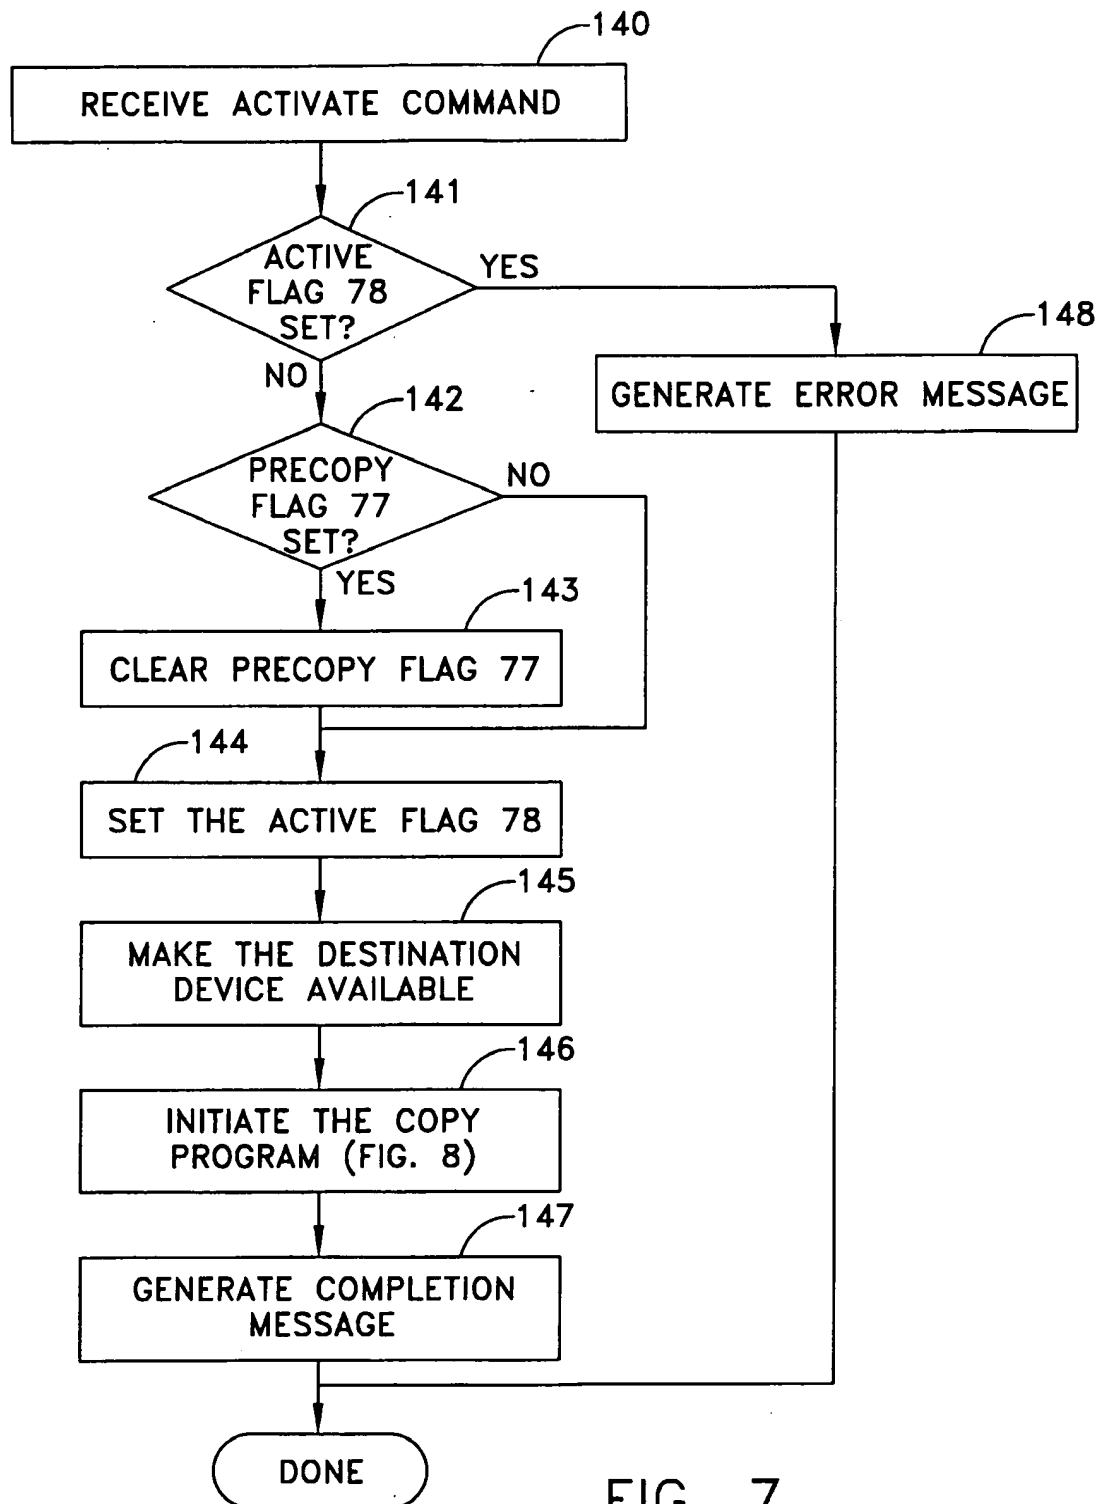 140
RECEIVE ACTIVATE COMMAND
141
ACTIVE
FLAG 78
SET?
YES
NO
148
GENERATE ERROR MESSAGE
142
PRECOPY
FLAG 77
SET?
NO
YES
143
CLEAR PRECOPY FLAG 77
144
SET THE ACTIVE FLAG 78
145
MAKE THE DESTINATION
DEVICE AVAILABLE
146
INITIATE THE COPY
PROGRAM (FIG. 8)
147
GENERATE COMPLETION
MESSAGE
DONE
FIG. 7